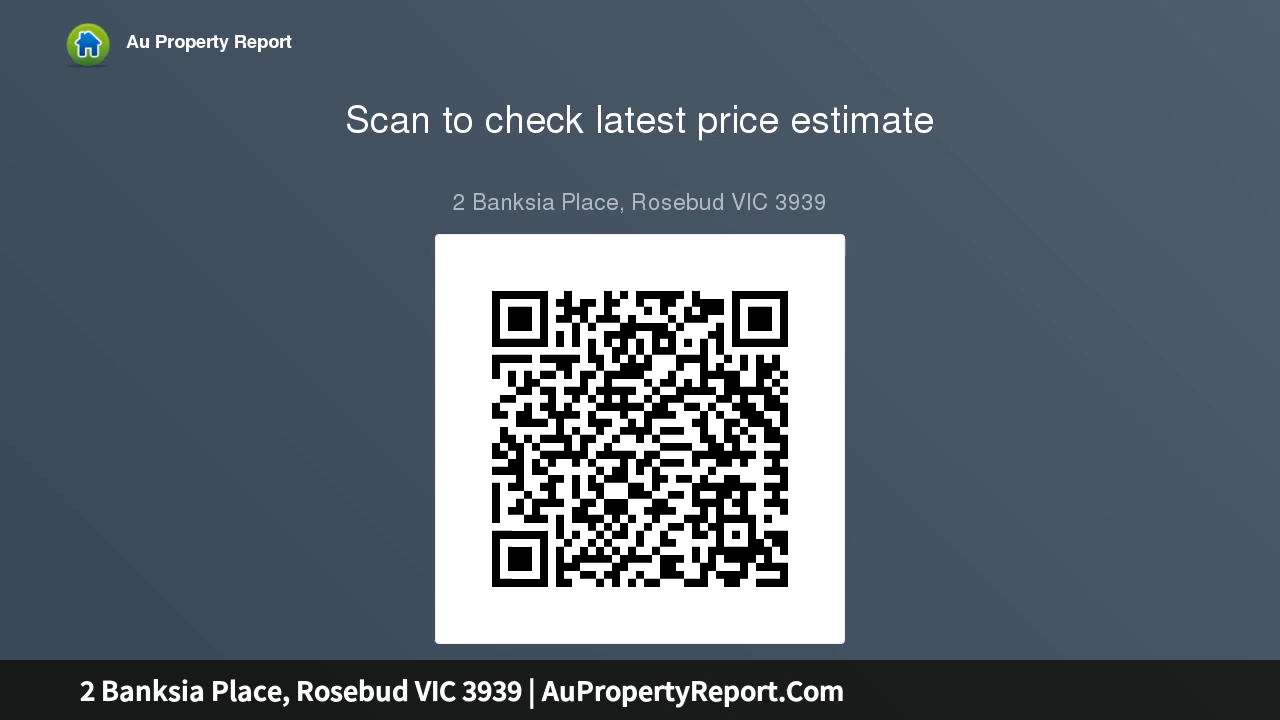 Au Property Report
Scan to check latest price estimate
2 Banksia Place, Rosebud VIC 3939
2 Banksia Place, Rosebud VIC 3939 | AuPropertyReport.Com